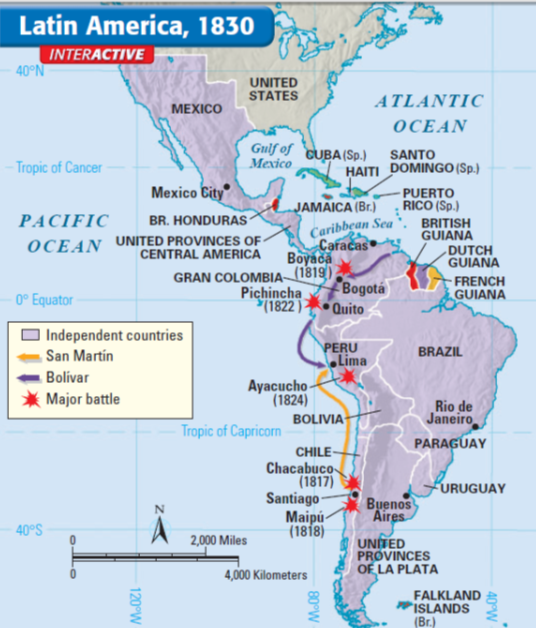 Latin America, 1830
INTERACTIVE
40°N
UNITED
STATES
MEXICO
ATLANTIC
OCEAN
Gulf of
Mexico
CUBA (Sp.)
HAITI
SANTO
DOMINGO (Sp.)
Tropic of Cancer
Mexico City
PUERTO
RICO (Sp.)
JAMAICA (Br.)
BR. HONDURAS
PACIFIC
OCEAN
Caribbean Sea
BRITISH
GUIANA
UNITED PROVINCES OF
CENTRAL AMERICA
Caracas
DUTCH
GUIANA
Boyacá
(1819)
GRAN COLOMBIA
Bogotá
FRENCH
GUIANA
Pichincha
(1822)
0° Equator
Quito
Independent countries
San Martín
Bolívar
Major battle
PERU
Lima
BRAZIL
Ayacucho
(1824)
BOLIVIA
Rio de
Janeiro
Tropic of Capricorn
PARAGUAY
CHILE
Chacabuco
(1817)
Santiago
URUGUAY
Buenos
Aires
Maipú
(1818)
40°S
N
0
2,000 Miles
0
4,000 Kilometers
UNITED
PROVINCES
OF LA PLATA
120°W
80°W
40°W
FALKLAND
ISLANDS
(Br.)